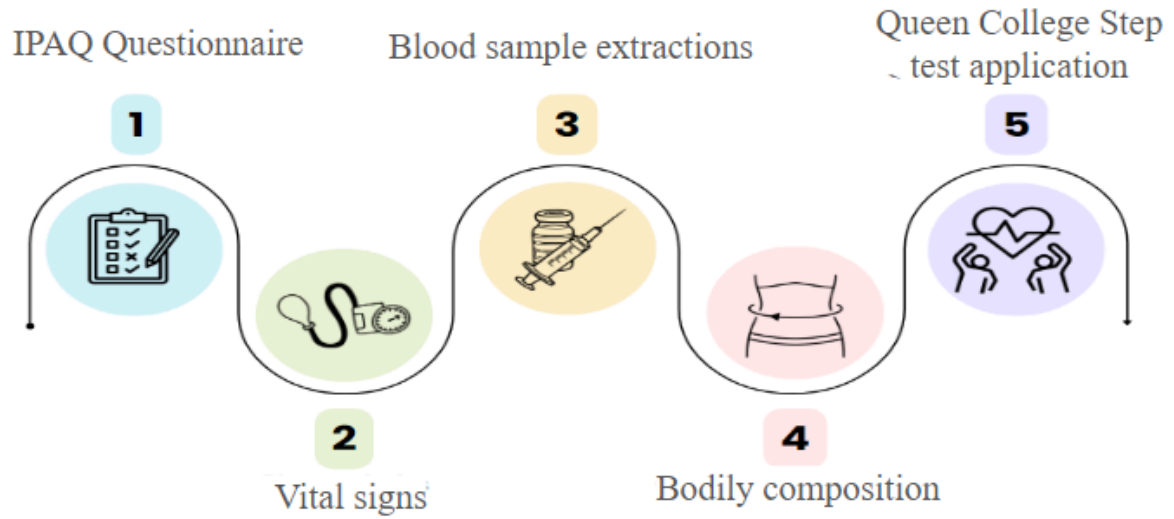 IPAQ Questionnaire
1
2
Vital signs
Blood sample extractions
3
4
Bodily composition
Queen College Step
test application
5